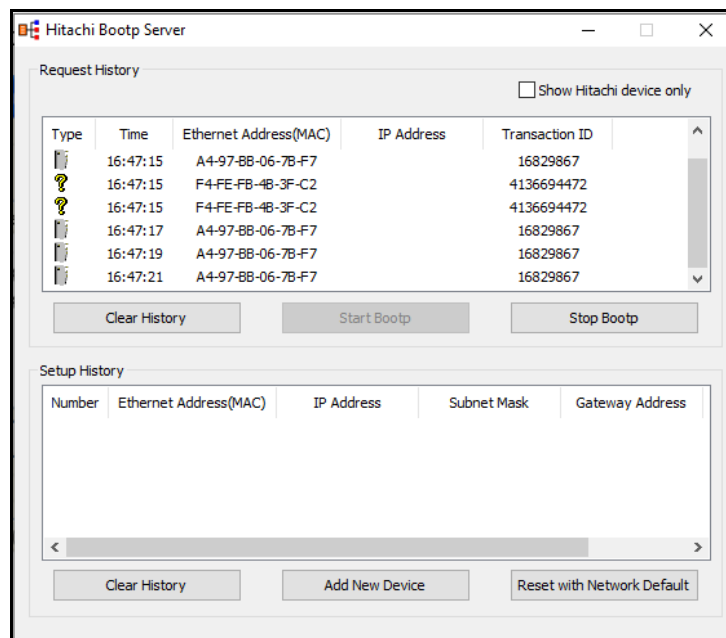 Hitachi Bootp Server
Request History
Show Hitachi device only
Type Time Ethernet Address(MAC) IP Address Transaction ID
16:47:15 A4-97-BB-06-7B-F7 16829867
16:47:15 F4-FE-FB-4B-3F-C2 4136694472
16:47:15 F4-FE-FB-4B-3F-C2 4136694472
16:47:17 A4-97-BB-06-7B-F7 16829867
16:47:19 A4-97-BB-06-7B-F7 16829867
16:47:21 A4-97-BB-06-7B-F7 16829867
Clear History Start Bootp Stop Bootp
Setup History
Number Ethernet Address(MAC) IP Address Subnet Mask Gateway Address
Clear History Add New Device Reset with Network Default